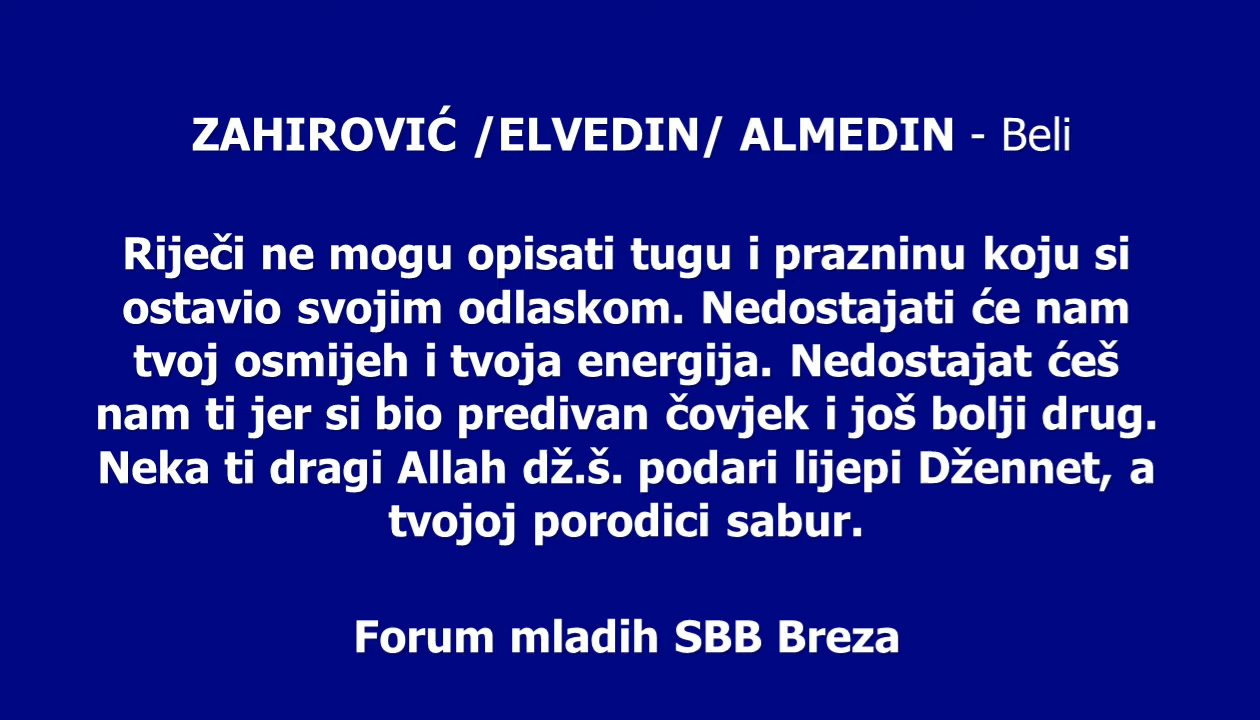 ZAHIROVIĆ /ELVEDIN/ ALMEDIN - Beli
Riječi ne mogu opisati tugu i prazninu koju si
ostavio svojim odlaskom. Nedostajati će nam
tvoj osmijeh i tvoja energija. Nedostajat ćeš
nam ti jer si bio predivan čovjek i još bolji drug.
Neka ti dragi Allah dž.š. podari lijepi Džennet, a
tvojoj porodici sabur.
Forum mladih SBB Breza